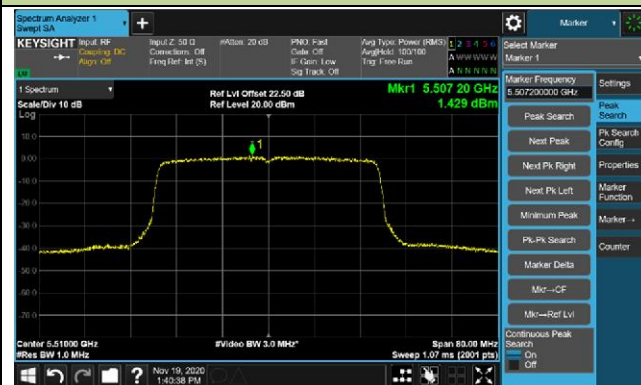 Spectrum Analyzer 1
Swept SA
+
Marker
KEYSIGHT
Input: RF
Coupling: DC
Align: Off
Input Z: 50 Ω
Corrections: Off
Freq Ref: Int (S)
#Atten: 20 dB
PNO: Fast
Gate: Off
IF Gain: Low
Sig Track: Off
Avg Type: Power (RMS)
Avg|Hold: 100/100
Trig: Free Run
1 2 3 4 5 6
A W W W W W
A N N N N N
Select Marker
Marker 1
1 Spectrum
Scale/Div 10 dB
Log
Ref Lvl Offset 22.50 dB
Ref Level 20.00 dBm
Mkr1 5.507 20 GHz
1.429 dBm
10.0
0.00
-10.0
-20.0
-30.0
-40.0
-50.0
-60.0
-70.0
1
Center 5.51000 GHz
#Res BW 1.0 MHz
#Video BW 3.0 MHz*
Span 80.00 MHz
Sweep 1.07 ms (2001 pts)
Marker Frequency
5.507200000 GHz
Peak Search
Next Peak
Next Pk Right
Next Pk Left
Minimum Peak
Pk-Pk Search
Marker Delta
Mkr→CF
Mkr→Ref Lvl
Continuous Peak
Search
On
Off
Settings
Peak
Search
Pk Search
Config
Properties
Marker
Function
Marker→
Counter
?
Nov 19, 2020
1:40:38 PM